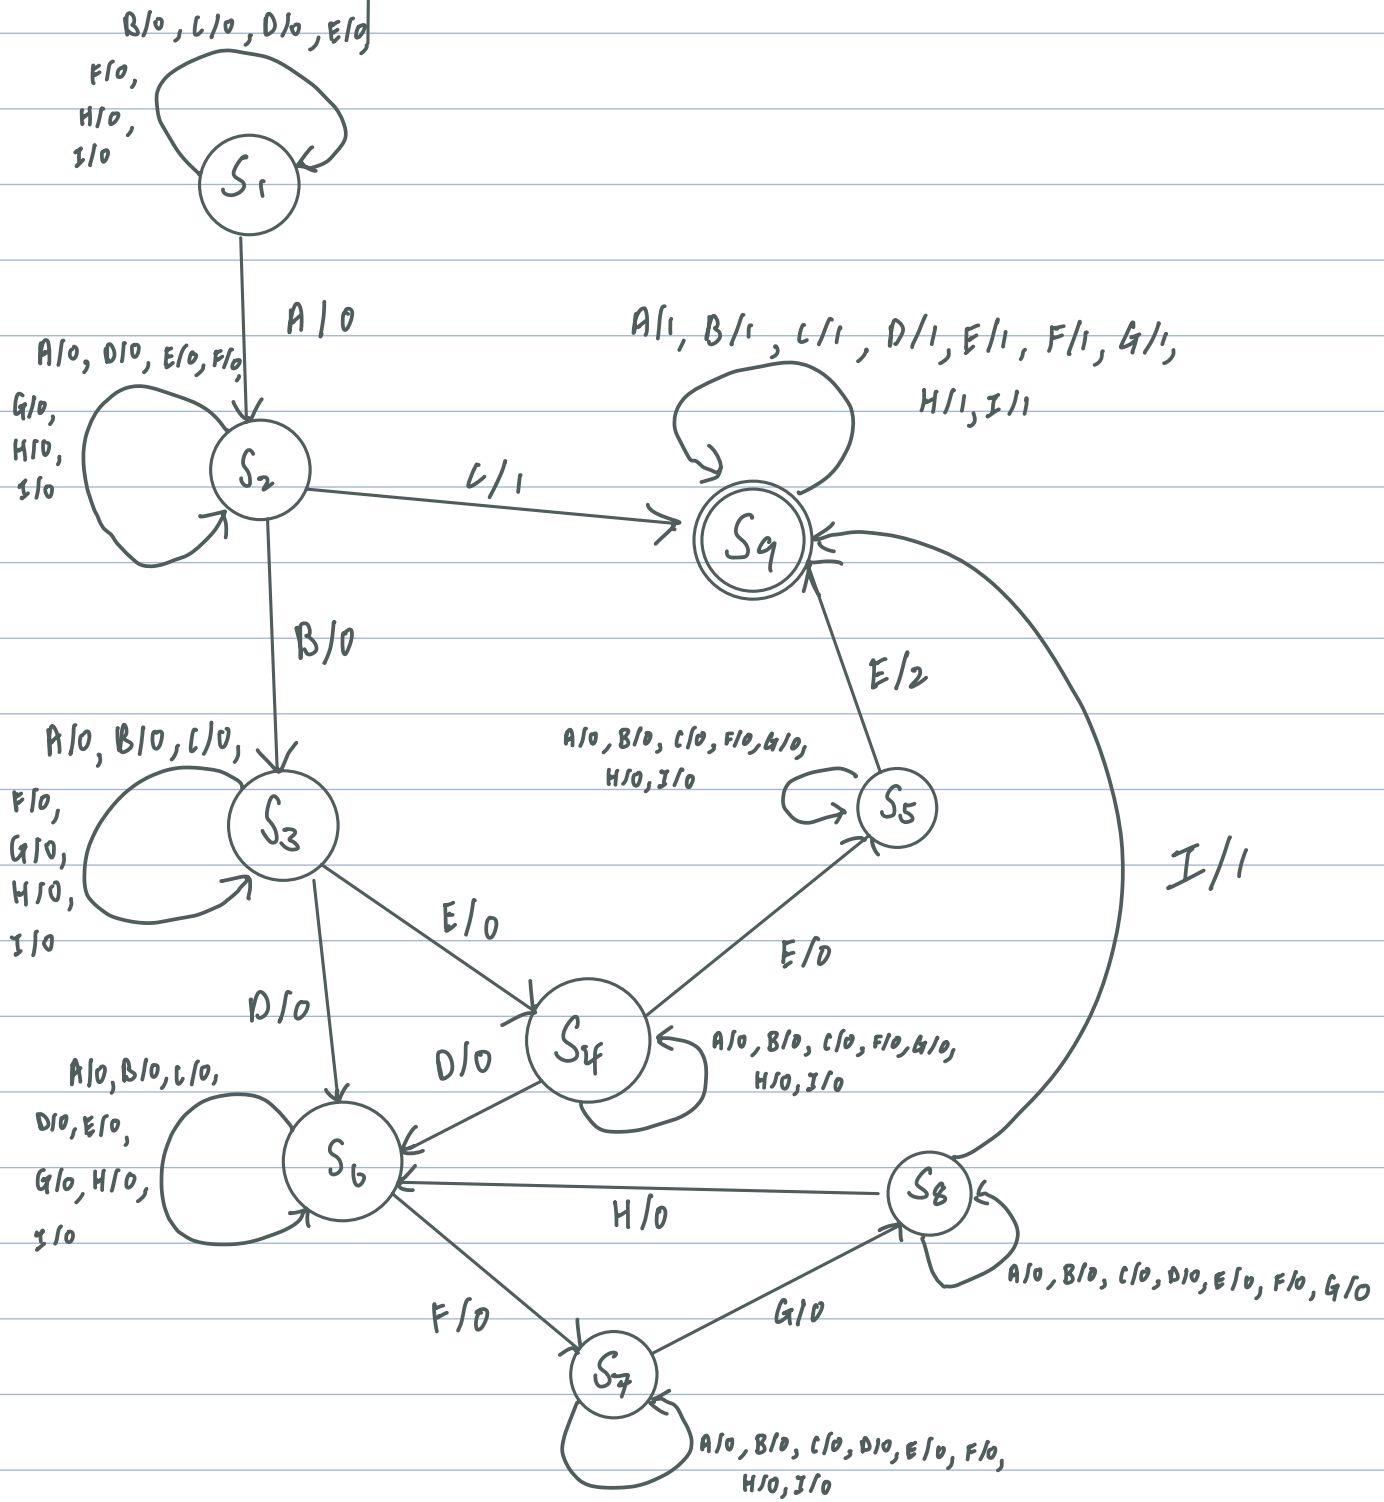 B/0, C/0, D/0, E/0,
F/0,
H/0,
I/0
S1
A/0
A/0, D/0, E/0, F/0,
G/0,
H/0,
I/0
S2
C/1
A/1, B/1, C/1, D/1, E/1, F/1, G/1,
H/1, I/1
S9
B/0
E/2
A/0, B/0, C/0,
F/0,
G/0,
H/0,
I/0
S3
A/0, B/0, C/0, F/0, G/0,
H/0, I/0
S5
I/1
E/0
E/0
D/0
S4
D/0
A/0, B/0, C/0, F/0, G/0,
H/0, I/0
A/0, B/0, C/0,
D/0, E/0,
G/0, H/0,
I/0
S6
H/0
S8
A/0, B/0, C/0, D/0, E/0, F/0, G/0
F/0
G/0
S7
A/0, B/0, C/0, D/0, E/0, F/0,
H/0, I/0